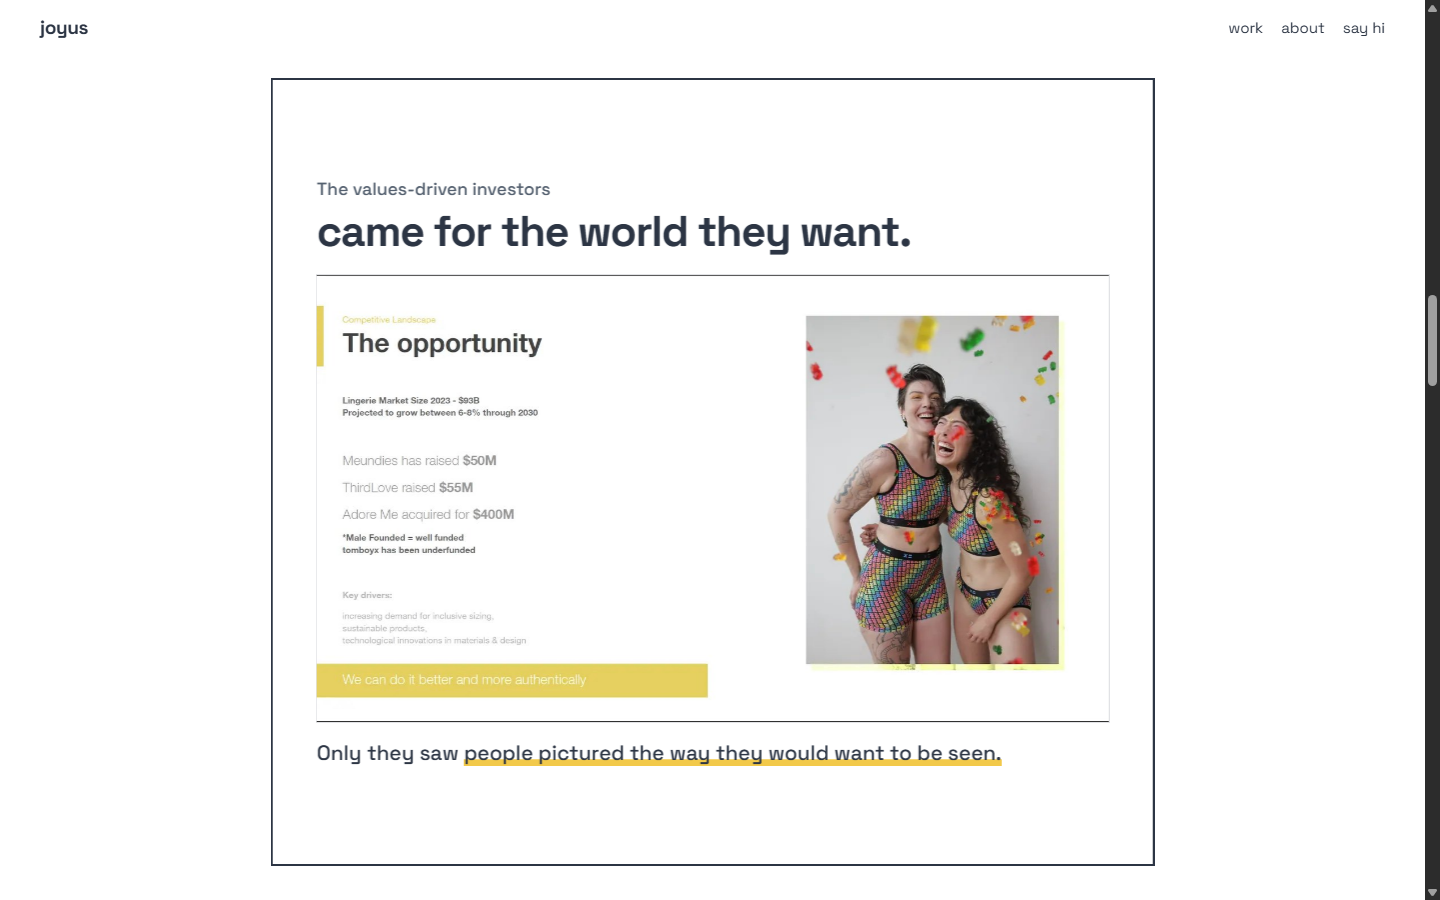 joyus
work about say hi
The values-driven investors
came for the world they want.
Competitive Landscape
The opportunity
Lingerie Market Size 2023 - $93B
Projected to grow between 6-8% through 2030
Meundies has raised $50M
ThirdLove raised $55M
Adore Me acquired for $400M
*Male Founded = well funded
tomboyx has been underfunded
Key drivers:
increasing demand for inclusive sizing,
sustainable products,
technological innovations in materials & design
We can do it better and more authentically
Only they saw people pictured the way they would want to be seen.